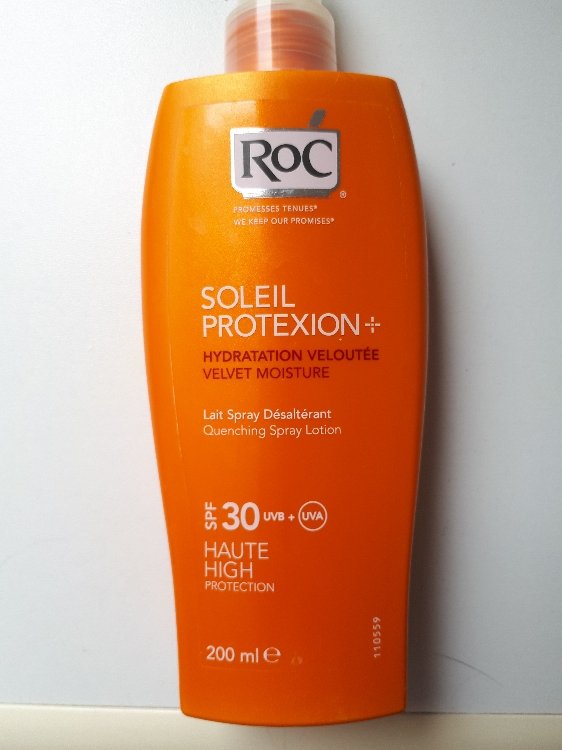 RoC
®
PROMESSES TENUES*
WE KEEP OUR PROMISES*
SOLEIL
PROTEXION+
HYDRATATION VELOUTÉE
VELVET MOISTURE
Lait Spray Désaltérant
Quenching Spray Lotion
SPF 30 UVB + UVA
HAUTE
HIGH
PROTECTION
200 ml ℮
110559